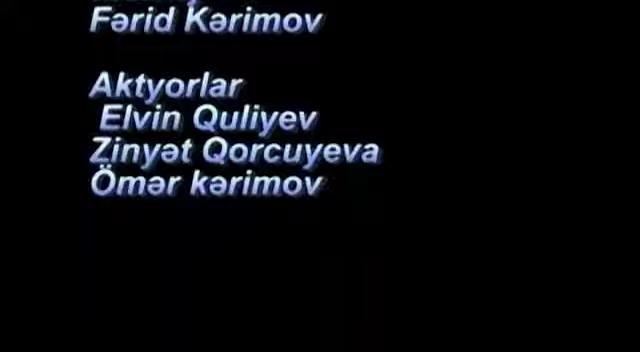 Fərid Kərimov
Aktyorlar
Elvin Quliyev
Zinyət Qorcuyeva
Ömər kərimov